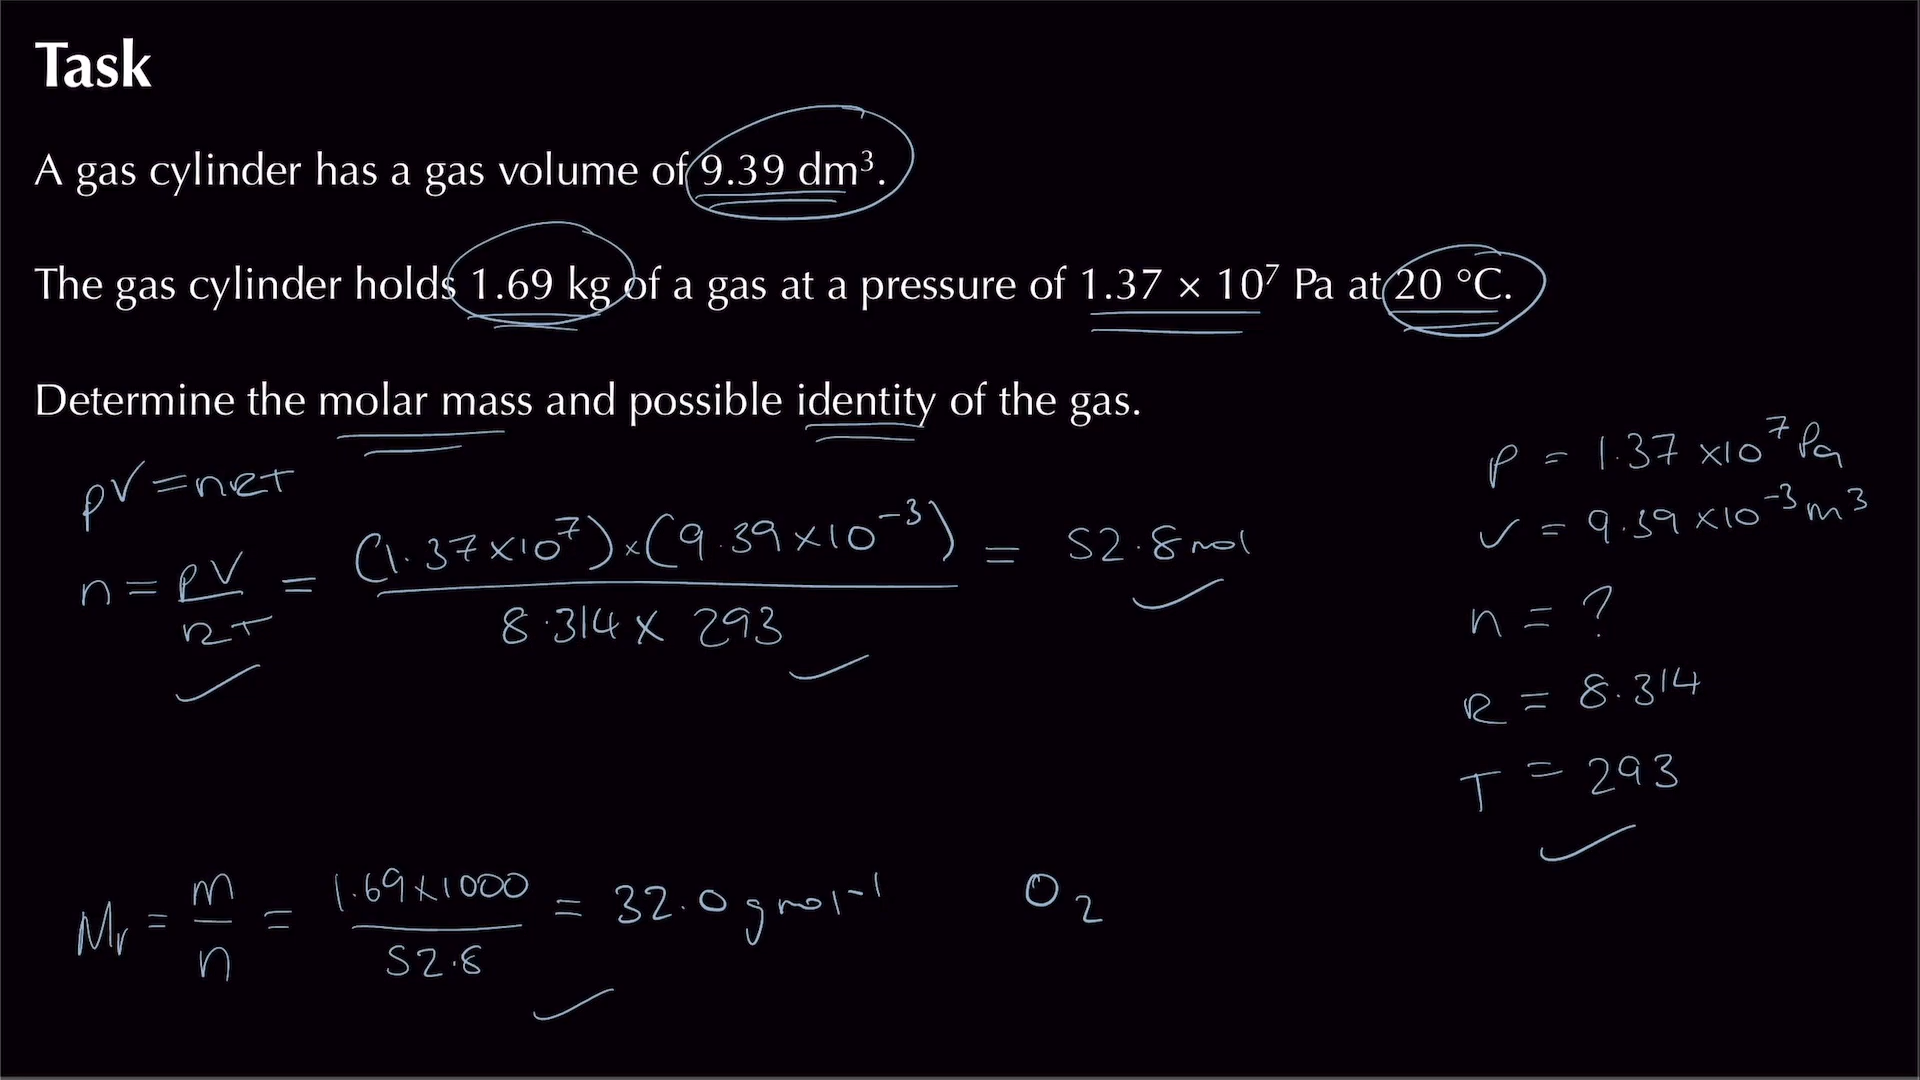 Task
A gas cylinder has a gas volume of 9.39 dm³.
The gas cylinder holds 1.69 kg of a gas at a pressure of 1.37 × 10⁷ Pa at 20 °C.
Determine the molar mass and possible identity of the gas.
pV = nRT
n = pV/RT = (1.37×10⁷)×(9.39×10⁻³)/8.314 × 293 = 52.8 mol
Mr = m/n = 1.69×1000/52.8 = 32.0 g mol⁻¹ O₂
P = 1.37 ×10⁷ Pa
V = 9.39 ×10⁻³ m³
n = ?
R = 8.314
T = 293